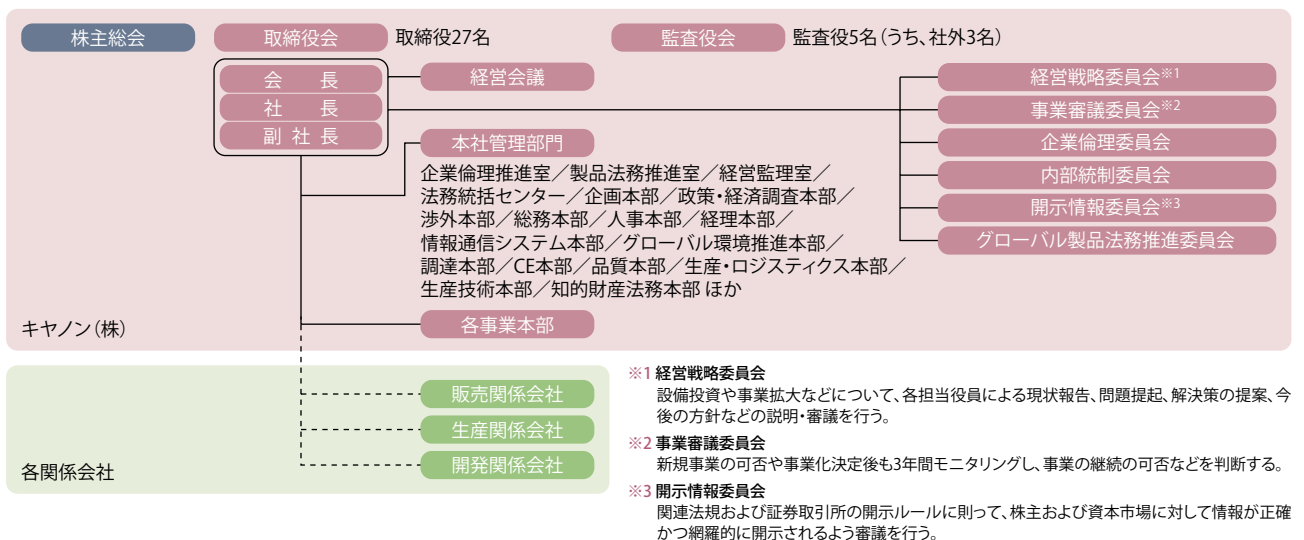 株主総会
取締役会
取締役27名
監査役会
監査役5名(うち、社外3名)
会　長
社　長
副 社 長
経営会議
経営戦略委員会※1
事業審議委員会※2
企業倫理委員会
内部統制委員会
開示情報委員会※3
グローバル製品法務推進委員会
本社管理部門
企業倫理推進室／製品法務推進室／経営監理室／
法務統括センター／企画本部／政策・経済調査本部／
渉外本部／総務本部／人事本部／経理本部／
情報通信システム本部／グローバル環境推進本部／
調達本部／CE本部／品質本部／生産・ロジスティクス本部／
生産技術本部／知的財産法務本部 ほか
各事業本部
キヤノン(株)
販売関係会社
生産関係会社
開発関係会社
各関係会社
※1 経営戦略委員会
設備投資や事業拡大などについて、各担当役員による現状報告、問題提起、解決策の提案、今
後の方針などの説明・審議を行う。
※2 事業審議委員会
新規事業の可否や事業化決定後も3年間モニタリングし、事業の継続の可否などを判断する。
※3 開示情報委員会
関連法規および証券取引所の開示ルールに則って、株主および資本市場に対して情報が正確
かつ網羅的に開示されるよう審議を行う。